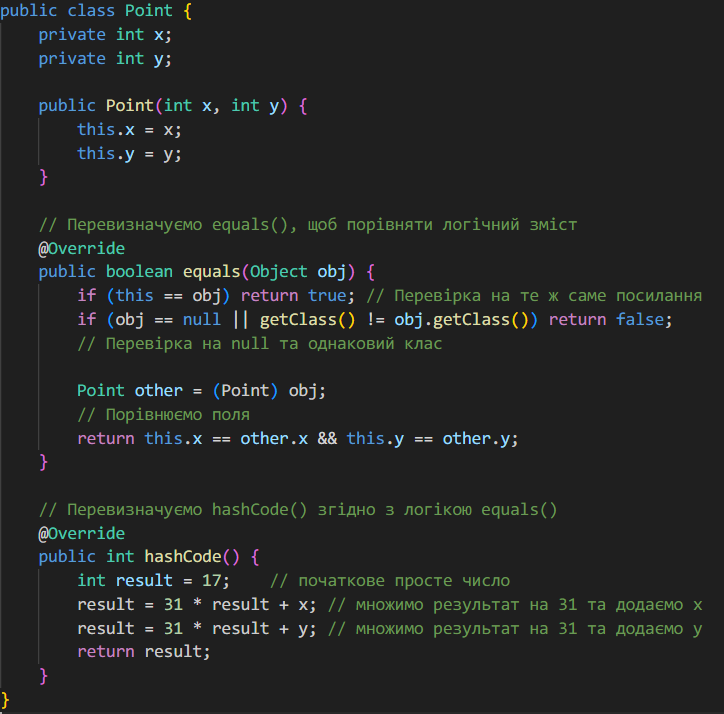 public class Point {
    private int x;
    private int y;

    public Point(int x, int y) {
        this.x = x;
        this.y = y;
    }

    // Перевизначуємо equals(), щоб порівняти логічний зміст
    @Override
    public boolean equals(Object obj) {
        if (this == obj) return true; // Перевірка на те ж саме посилання
        if (obj == null || getClass() != obj.getClass()) return false;
        // Перевірка на null та однаковий клас

        Point other = (Point) obj;
        // Порівнюємо поля
        return this.x == other.x && this.y == other.y;
    }

    // Перевизначуємо hashCode() згідно з логікою equals()
    @Override
    public int hashCode() {
        int result = 17;    // початкове просте число
        result = 31 * result + x; // множимо результат на 31 та додаємо x
        result = 31 * result + y; // множимо результат на 31 та додаємо y
        return result;
    }
}